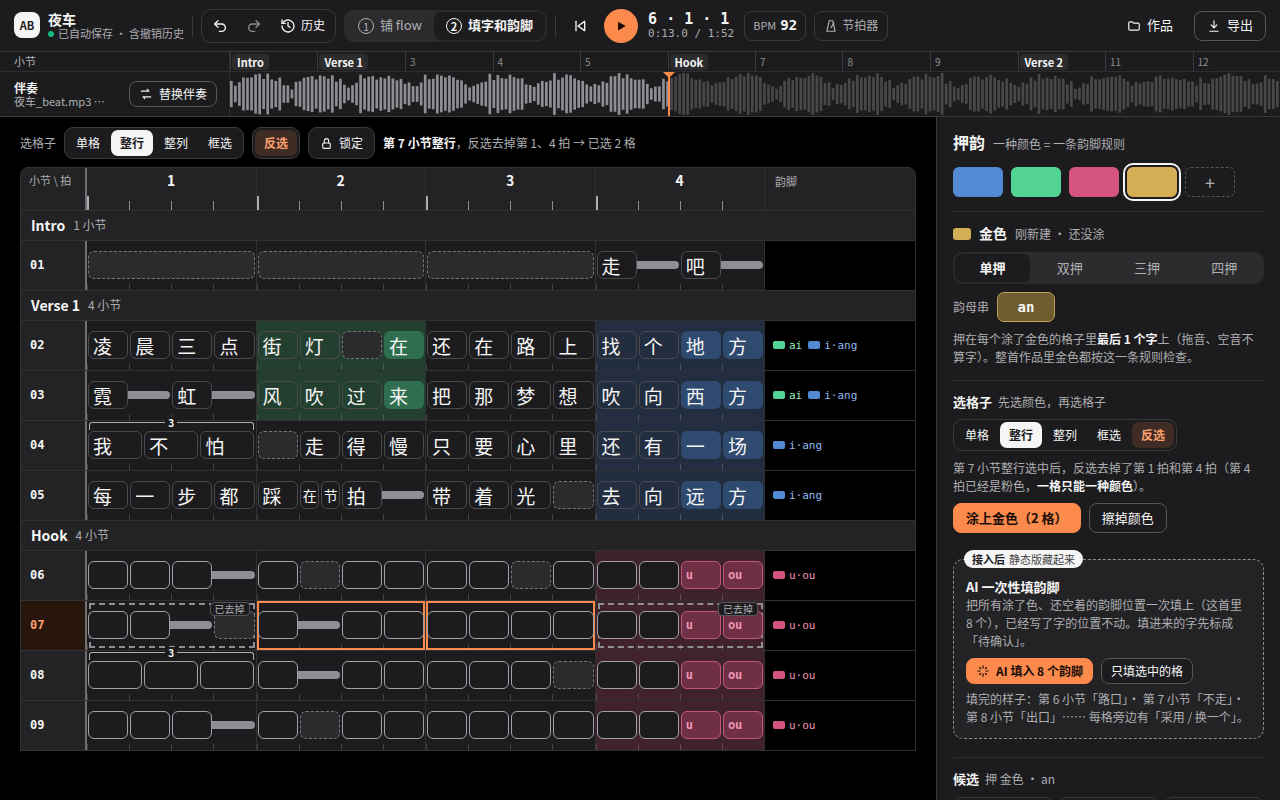 AB 夜车 已自动保存 · 含撤销历史 历史 1 铺 flow 2 填字和韵脚 6 · 1 · 1 0:13.0 / 1:52 BPM 92 节拍器 作品 导出
小节 Intro Verse 1 3 4 5 Hook 7 8 9 Verse 2 11 12
伴奏 夜车_beat.mp3 ··· 替换伴奏
选格子 单格 整行 整列 框选 反选 锁定 第 7 小节整行，反选去掉第 1、4 拍 → 已选 2 格
小节 \ 拍 1 2 3 4 韵脚
Intro 1 小节
01 走 吧
Verse 1 4 小节
02 凌 晨 三 点 街 灯 在 还 在 路 上 找 个 地 方 ai i·ang
03 霓 虹 风 吹 过 来 把 那 梦 想 吹 向 西 方 ai i·ang
3
04 我 不 怕 走 得 慢 只 要 心 里 还 有 一 场 i·ang
05 每 一 步 都 踩 在 节 拍 带 着 光 去 向 远 方 i·ang
Hook 4 小节
06 u ou u·ou
已去掉 已去掉
07 u ou u·ou
3
08 u ou u·ou
09 u ou u·ou
押韵 一种颜色 = 一条韵脚规则
+
金色 刚新建 · 还没涂
单押 双押 三押 四押
韵母串 an
押在每个涂了金色的格子里最后 1 个字上（拖音、空音不
算字）。整首作品里金色都按这一条规则检查。
选格子 先选颜色，再选格子
单格 整行 整列 框选 反选
第 7 小节整行选中后，反选去掉了第 1 拍和第 4 拍（第 4
拍已经是粉色，一格只能一种颜色）。
涂上金色（2 格） 擦掉颜色
接入后 静态版藏起来
AI 一次性填韵脚
把所有涂了色、还空着的韵脚位置一次填上（这首里
8 个），已经写了字的位置不动。填进来的字先标成
「待确认」。
AI 填入 8 个韵脚 只填选中的格
填完的样子：第 6 小节「路口」· 第 7 小节「不走」·
第 8 小节「出口」…… 每格旁边有「采用 / 换一个」。
候选 押 金色 · an